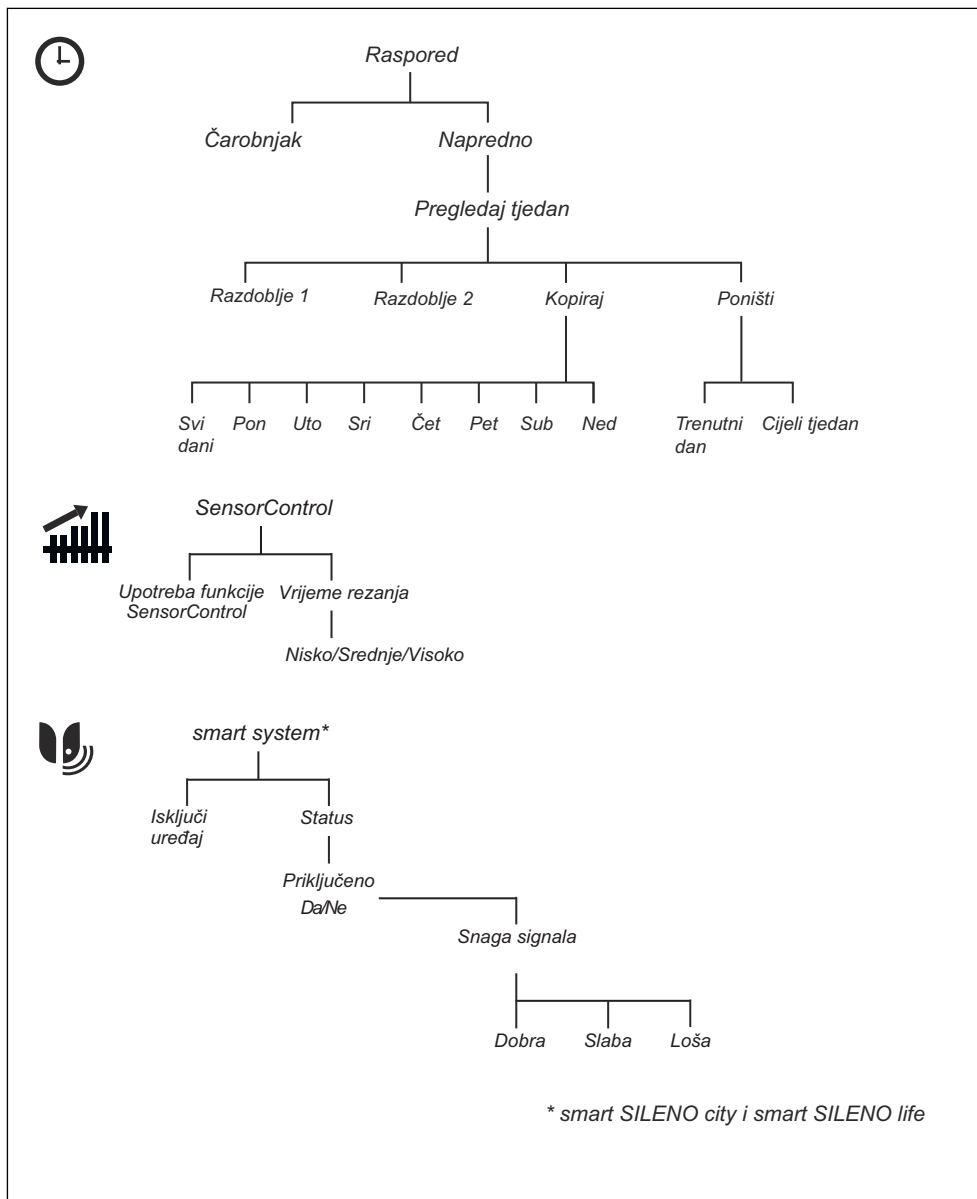 Raspored
Čarobnjak Napredno
Pregledaj tjedan
Razdoblje 1 Razdoblje 2 Kopiraj Poništi
Svi Pon Uto Sri Čet Pet Sub Ned Trenutni Cijeli tjedan
dani dan
SensorControl
Upotreba funkcije Vrijeme rezanja
SensorControl
Nisko/Srednje/Visoko
smart system*
Isključi Status
uređaj
Priključeno
Da/Ne
Snaga signala
Dobra Slaba Loša
* smart SILENO city i smart SILENO life